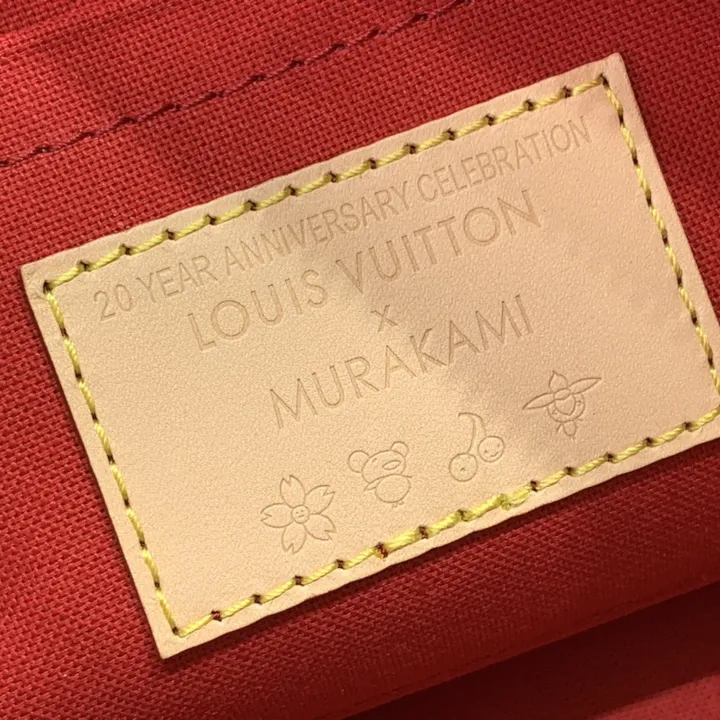 20 YEAR ANNIVERSARY CELEBRATION
LOUIS VUITTON
x
MURAKAMI